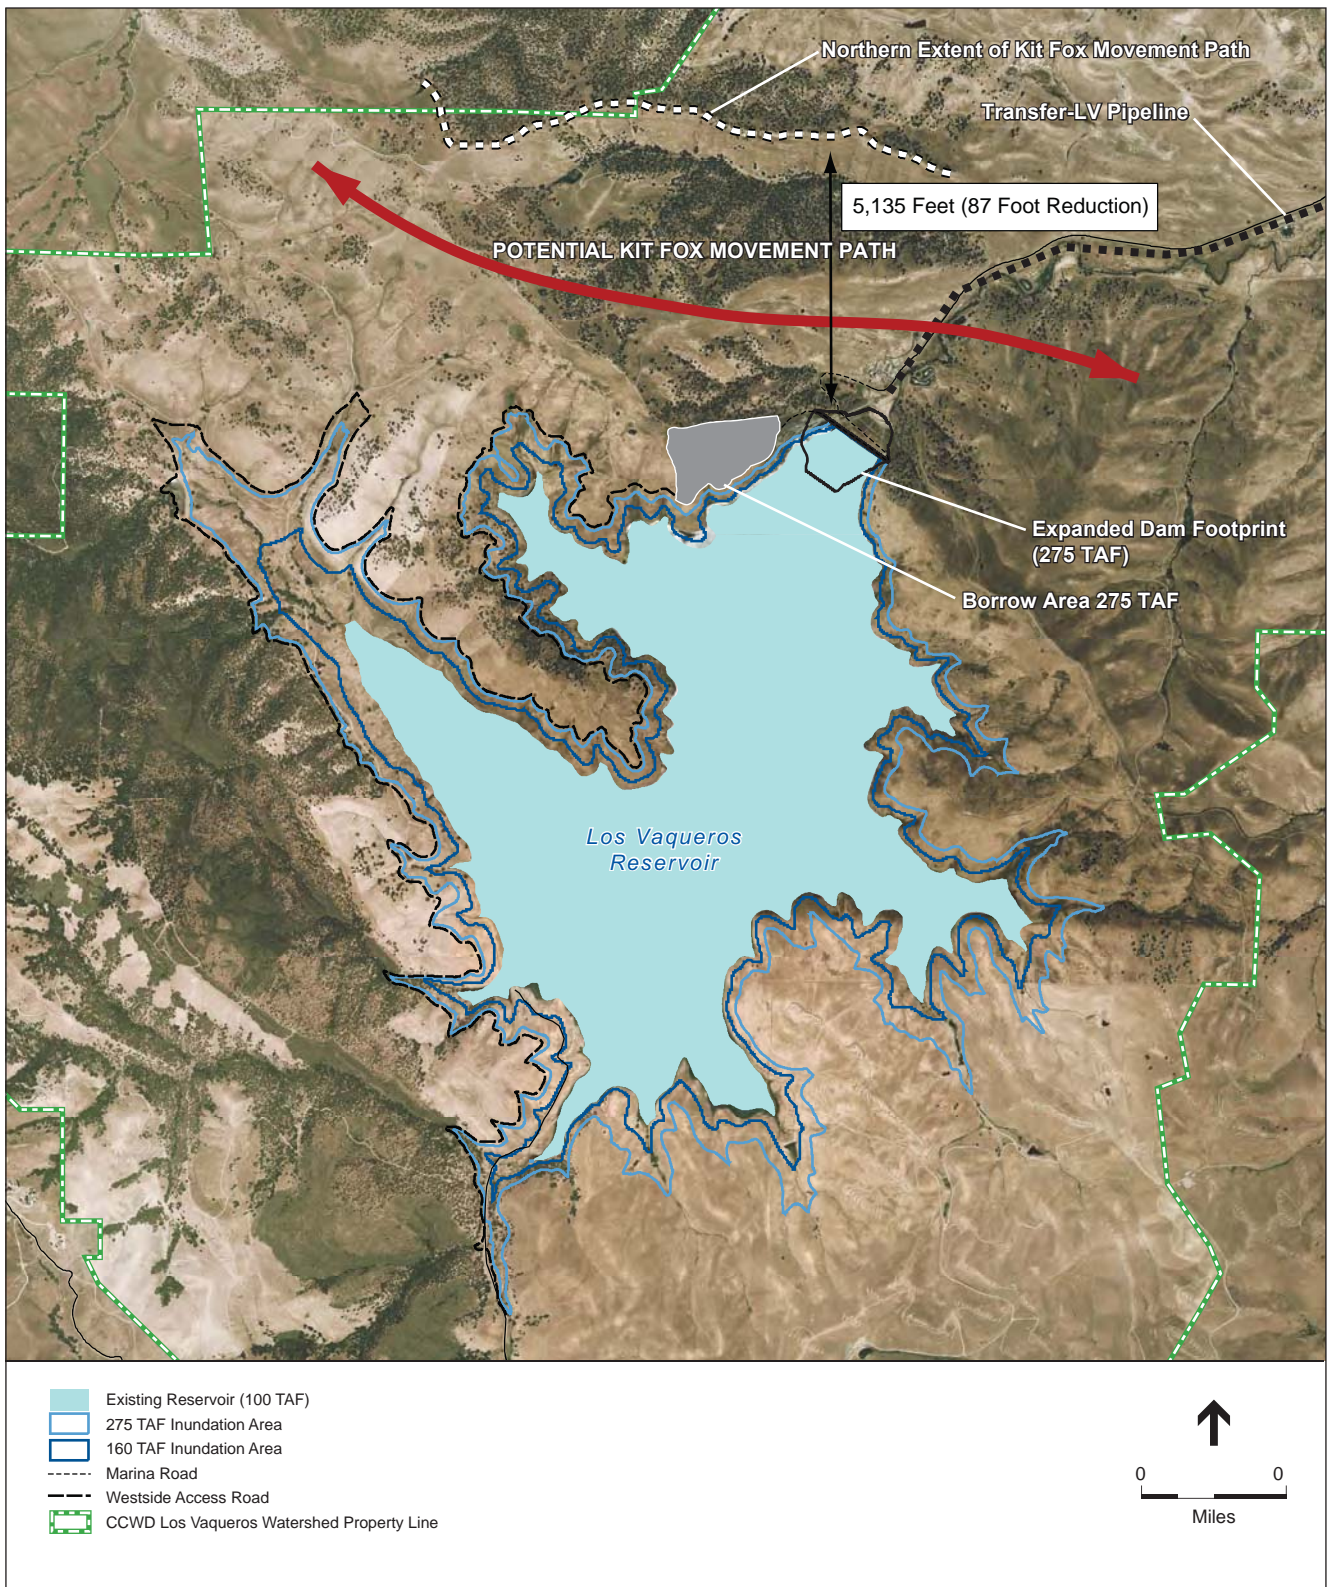 Northern Extent of Kit Fox Movement Path
Transfer-LV Pipeline
5,135 Feet (87 Foot Reduction)
POTENTIAL KIT FOX MOVEMENT PATH
Expanded Dam Footprint
(275 TAF)
Borrow Area 275 TAF
Los Vaqueros
Reservoir
Existing Reservoir (100 TAF)
275 TAF Inundation Area
160 TAF Inundation Area
Marina Road
Westside Access Road
CCWD Los Vaqueros Watershed Property Line
0 0
Miles